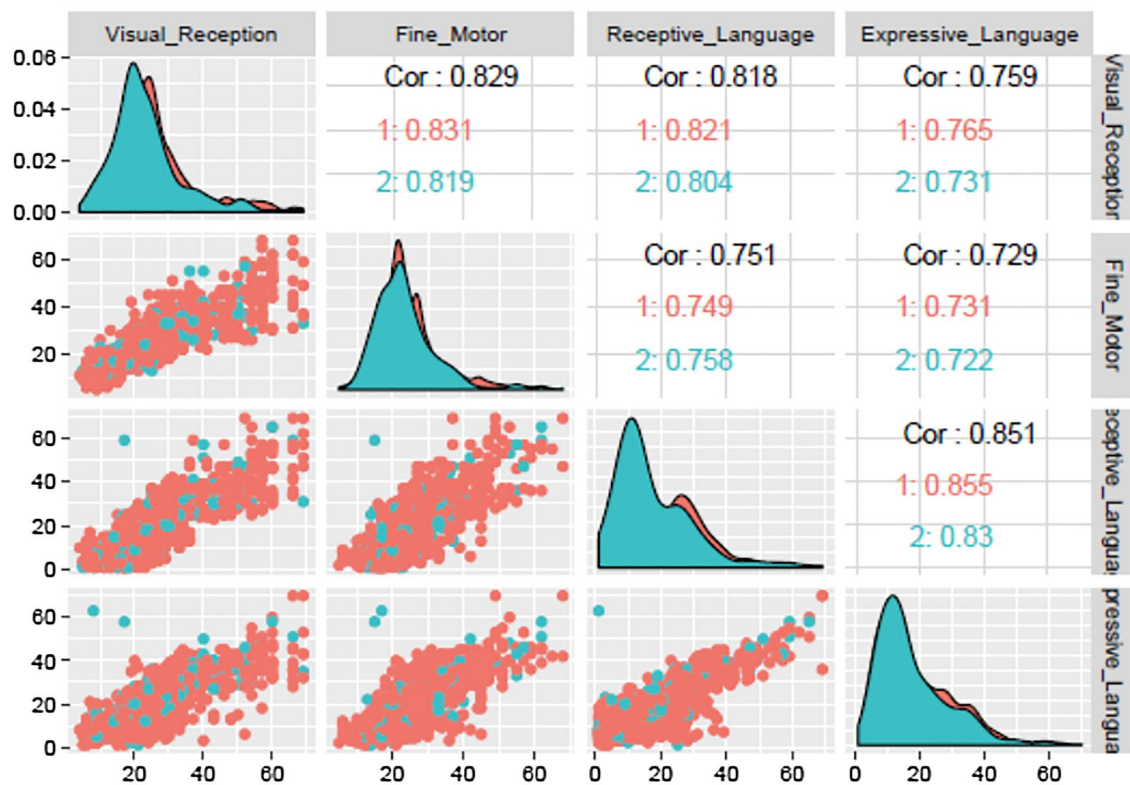 Visual_Reception Fine_Motor Receptive_Language Expressive_Language
0.06 Cor : 0.829 Cor : 0.818 Cor : 0.759 Visual_Reception
0.04 1: 0.831 1: 0.821 1: 0.765
0.02 2: 0.819 2: 0.804 2: 0.731
0.00
60 Cor : 0.751 Cor : 0.729 Fine_Motor
40 1: 0.749 1: 0.731
20 2: 0.758 2: 0.722
60 Cor : 0.851 eceptive_Langua
40 1: 0.855
20 2: 0.83
0
60 pressive_Langua
40
20
0
20 40 60 20 40 60 0 20 40 60 0 20 40 60